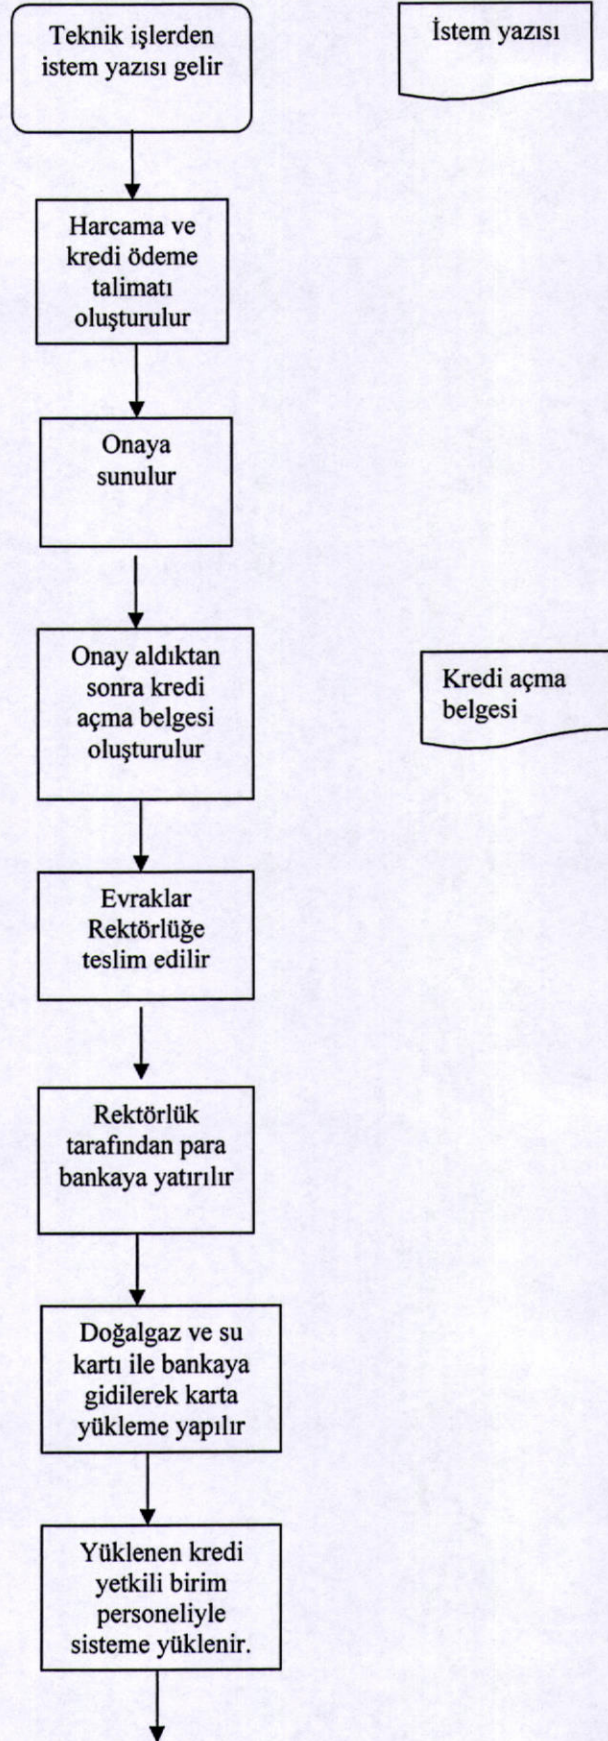 Teknik işlerden
istem yazısı gelir
İstem yazısı
Harcama ve
kredi ödeme
talimatı
oluşturulur
Onaya
sunulur
Onay aldıktan
sonra kredi
açma belgesi
oluşturulur
Kredi açma
belgesi
Evraklar
Rektörlüğe
teslim edilir
Rektörlük
tarafından para
bankaya yatırılır
Doğalgaz ve su
kartı ile bankaya
gidilerek karta
yükleme yapılır
Yüklenen kredi
yetkili birim
personeliyle
sisteme yüklenir.